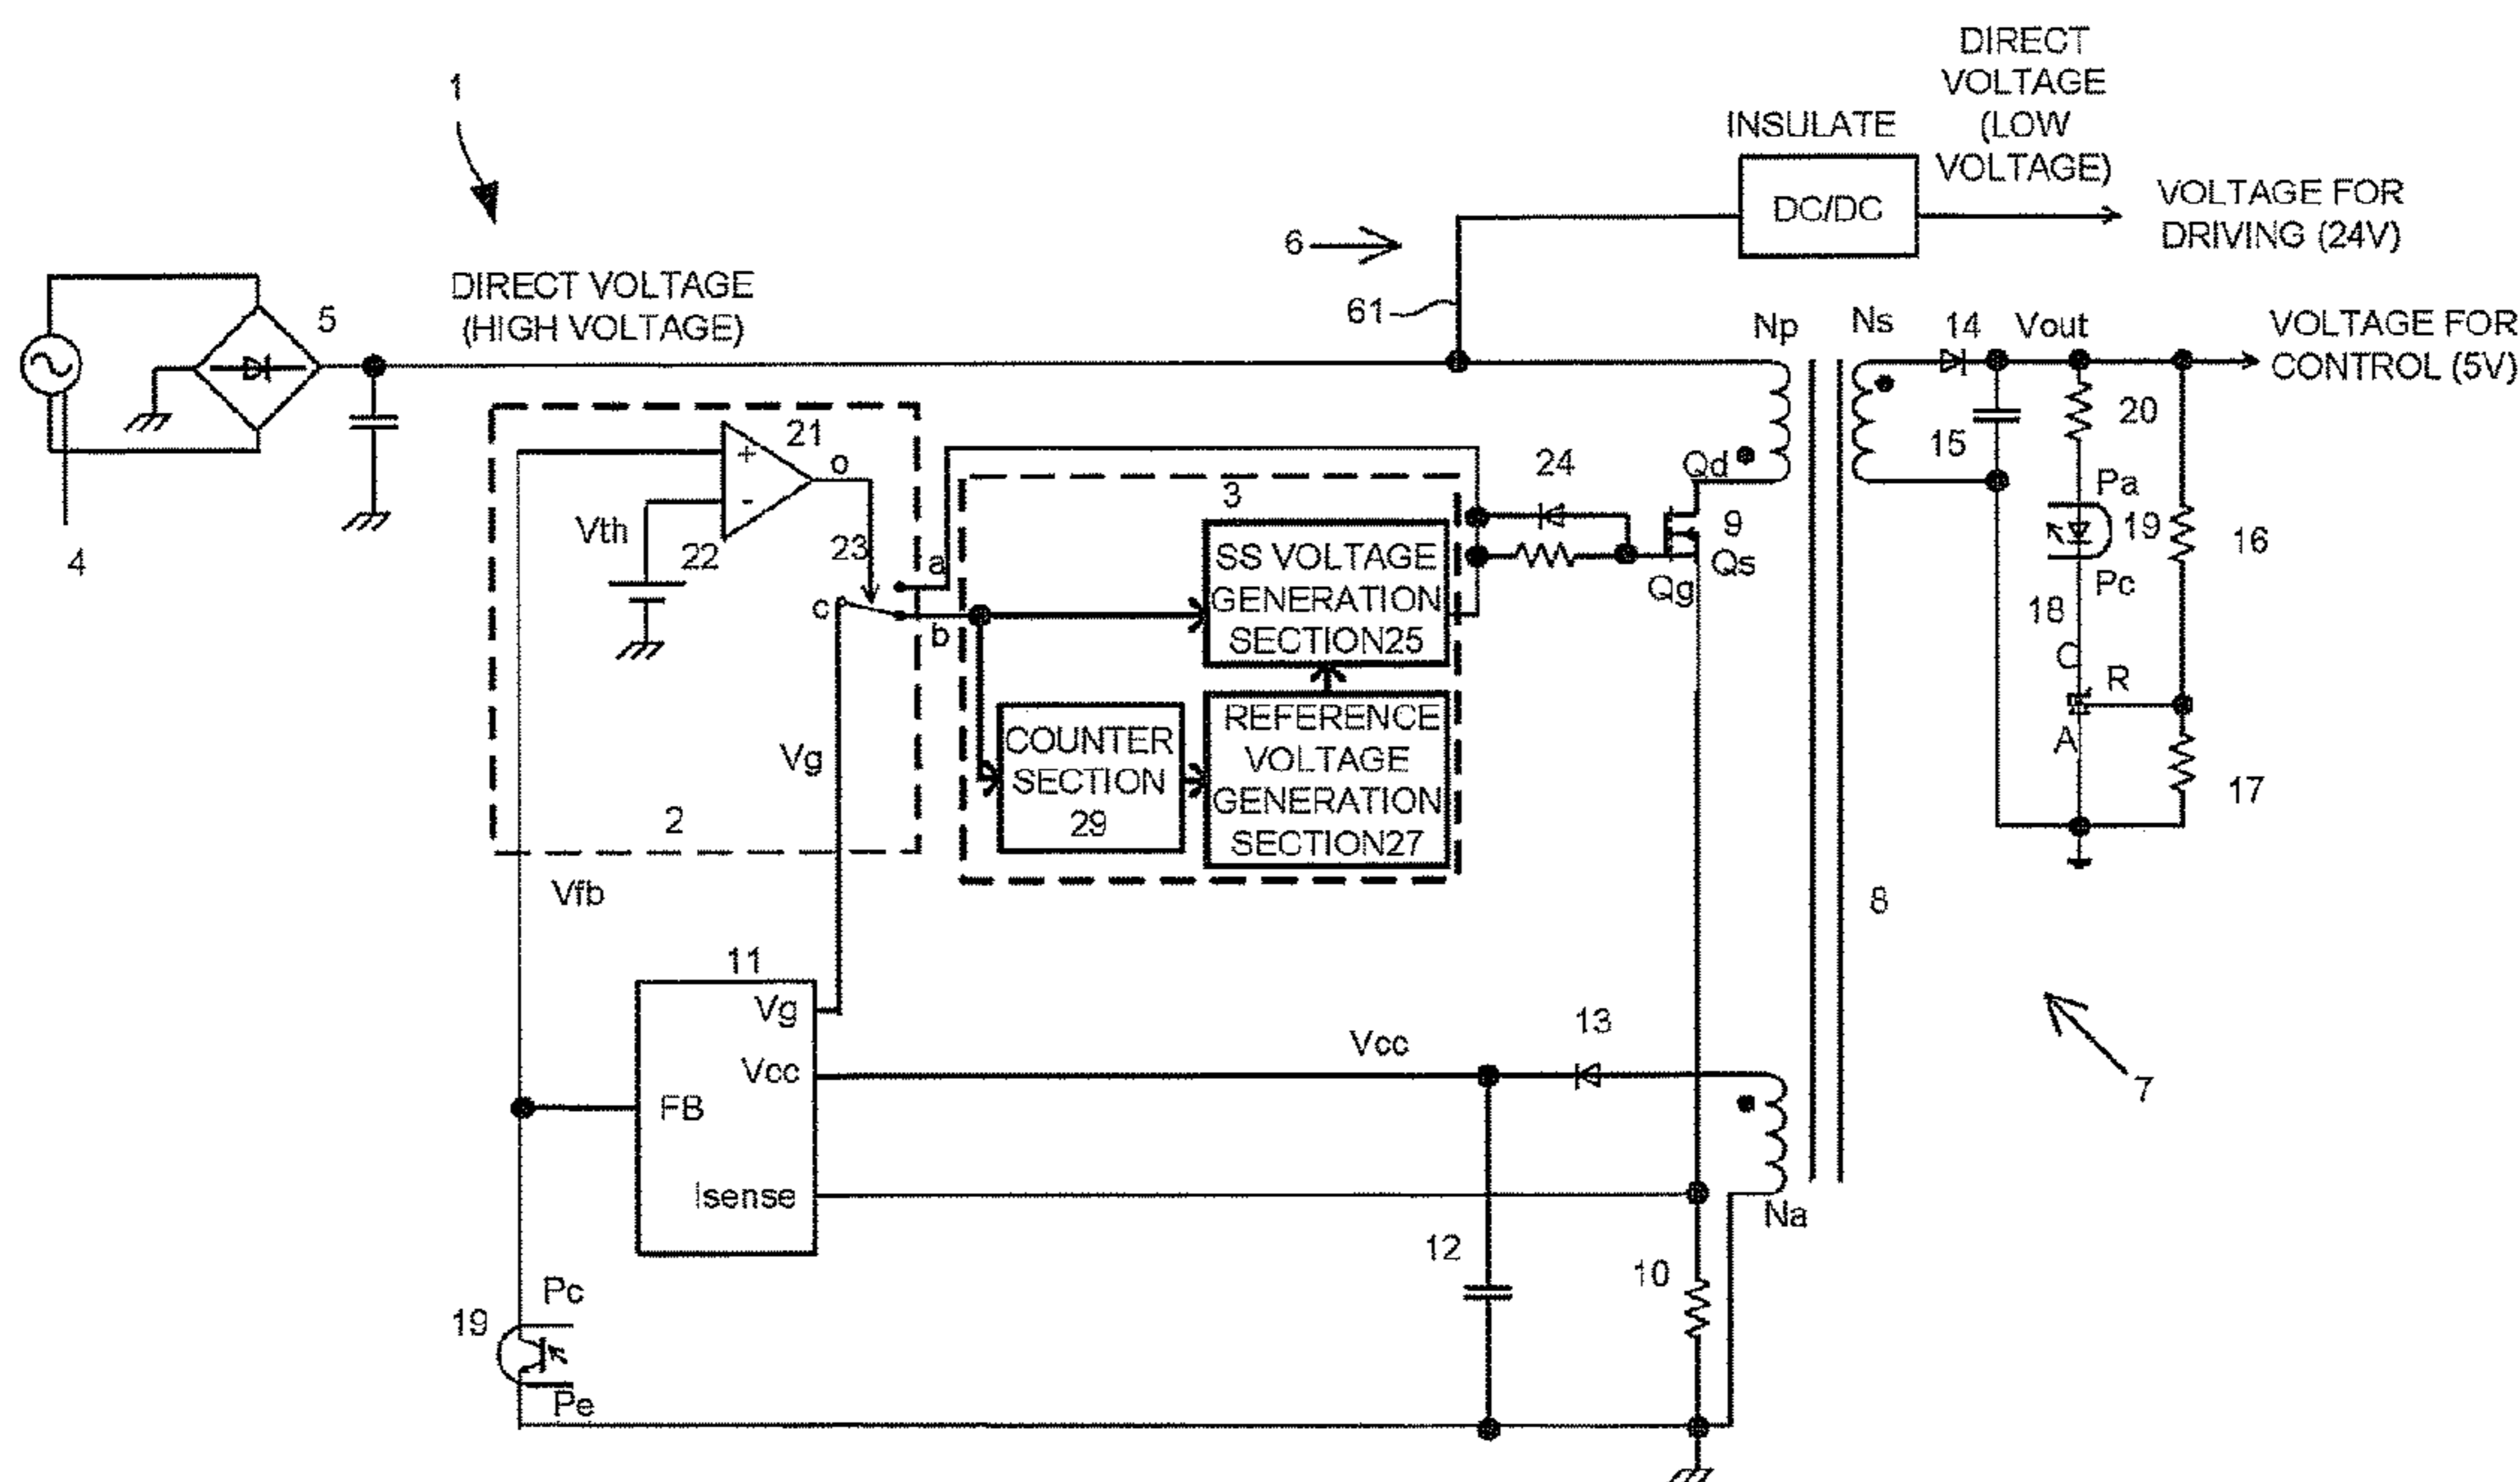 1
DIRECT
VOLTAGE
(LOW
VOLTAGE)
INSULATE
DC/DC
VOLTAGE FOR
DRIVING (24V)
6
61
DIRECT VOLTAGE
(HIGH VOLTAGE)
5
4
Np
Ns
14
Vout
VOLTAGE FOR
CONTROL (5V)
21
+
-
o
Vth
22
23
a
c
b
3
24
Qd
9
Qs
Qg
15
20
Pa
19
Pc
16
18
C
R
A
17
SS VOLTAGE
GENERATION
SECTION25
COUNTER
SECTION
29
REFERENCE
VOLTAGE
GENERATION
SECTION27
Vg
2
Vfb
8
11
Vg
Vcc
FB
Isense
Vcc
13
7
Na
12
10
19
Pc
Pe